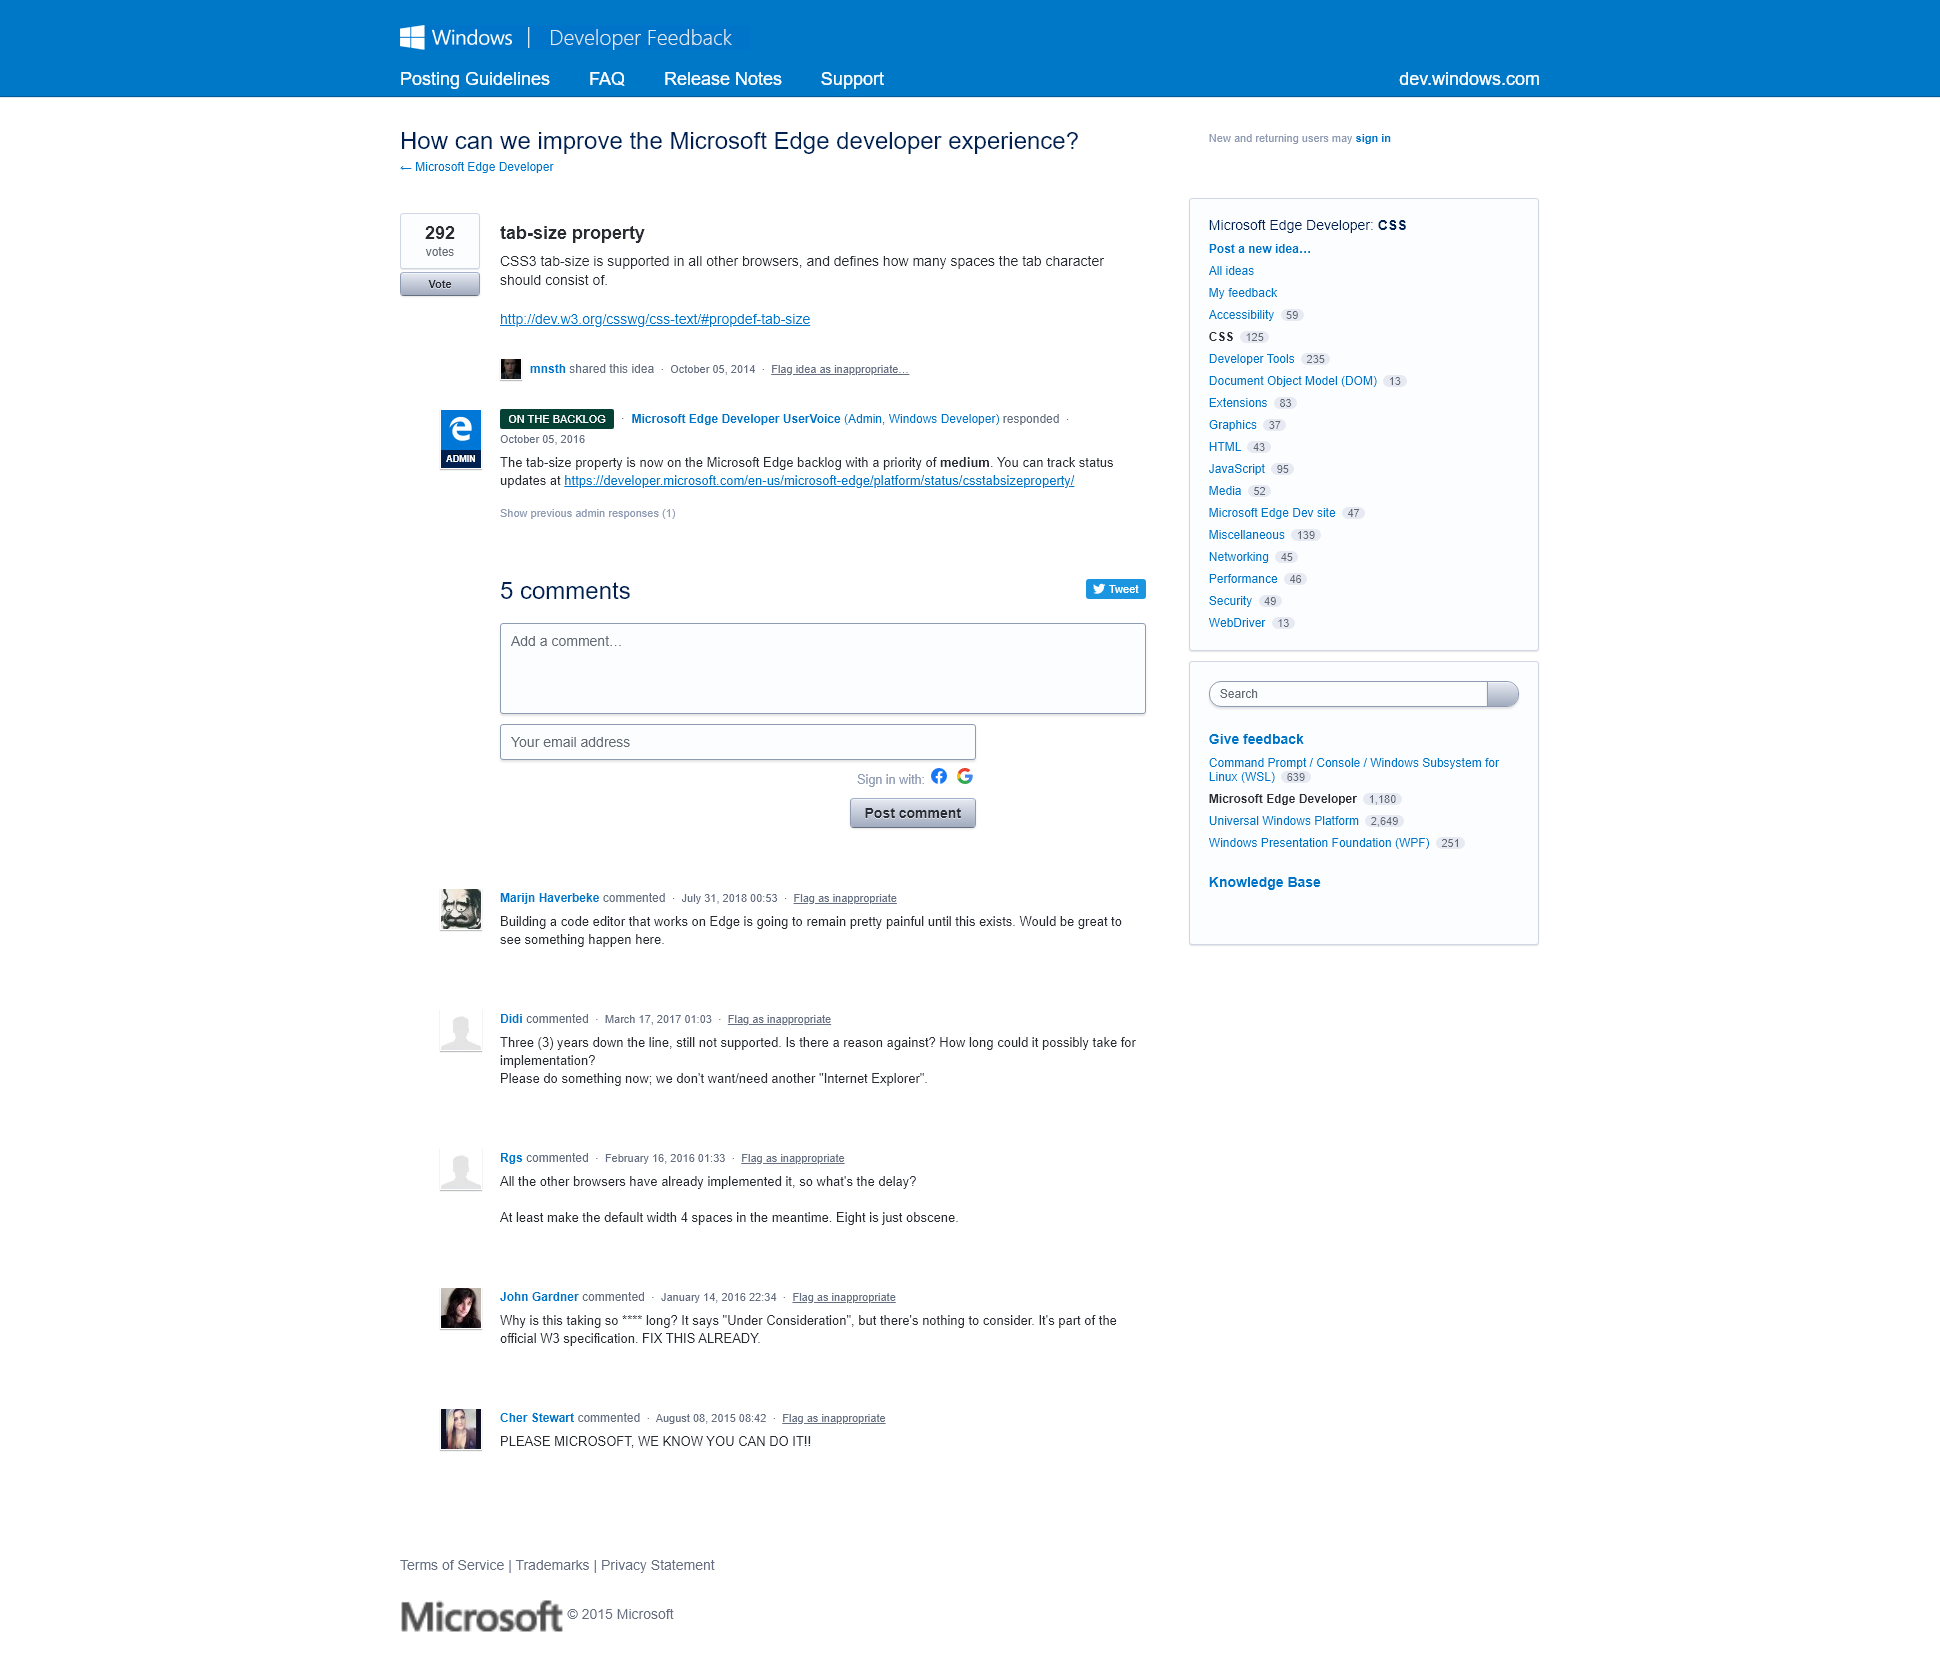 Windows | Developer Feedback
Posting Guidelines FAQ Release Notes Support dev.windows.com
How can we improve the Microsoft Edge developer experience?
← Microsoft Edge Developer
292
votes
Vote
tab-size property
CSS3 tab-size is supported in all other browsers, and defines how many spaces the tab character
should consist of.
http://dev.w3.org/csswg/css-text/#propdef-tab-size
mnsth shared this idea · October 05, 2014 · Flag idea as inappropriate…
ADMIN
ON THE BACKLOG · Microsoft Edge Developer UserVoice (Admin, Windows Developer) responded ·
October 05, 2016
The tab-size property is now on the Microsoft Edge backlog with a priority of medium. You can track status
updates at https://developer.microsoft.com/en-us/microsoft-edge/platform/status/csstabsizeproperty/
Show previous admin responses (1)
5 comments
Tweet
Add a comment…
Your email address
Sign in with:
Post comment
Marijn Haverbeke commented · July 31, 2018 00:53 · Flag as inappropriate
Building a code editor that works on Edge is going to remain pretty painful until this exists. Would be great to
see something happen here.
Didi commented · March 17, 2017 01:03 · Flag as inappropriate
Three (3) years down the line, still not supported. Is there a reason against? How long could it possibly take for
implementation?
Please do something now; we don't want/need another "Internet Explorer".
Rgs commented · February 16, 2016 01:33 · Flag as inappropriate
All the other browsers have already implemented it, so what's the delay?
At least make the default width 4 spaces in the meantime. Eight is just obscene.
John Gardner commented · January 14, 2016 22:34 · Flag as inappropriate
Why is this taking so **** long? It says "Under Consideration", but there's nothing to consider. It's part of the
official W3 specification. FIX THIS ALREADY.
Cher Stewart commented · August 08, 2015 08:42 · Flag as inappropriate
PLEASE MICROSOFT, WE KNOW YOU CAN DO IT!!
New and returning users may sign in
Microsoft Edge Developer: CSS
Post a new idea…
All ideas
My feedback
Accessibility 59
CSS 125
Developer Tools 235
Document Object Model (DOM) 13
Extensions 83
Graphics 37
HTML 43
JavaScript 95
Media 52
Microsoft Edge Dev site 47
Miscellaneous 139
Networking 45
Performance 46
Security 49
WebDriver 13
Search
Give feedback
Command Prompt / Console / Windows Subsystem for
Linux (WSL) 639
Microsoft Edge Developer 1,180
Universal Windows Platform 2,649
Windows Presentation Foundation (WPF) 251
Knowledge Base
Terms of Service | Trademarks | Privacy Statement
Microsoft © 2015 Microsoft